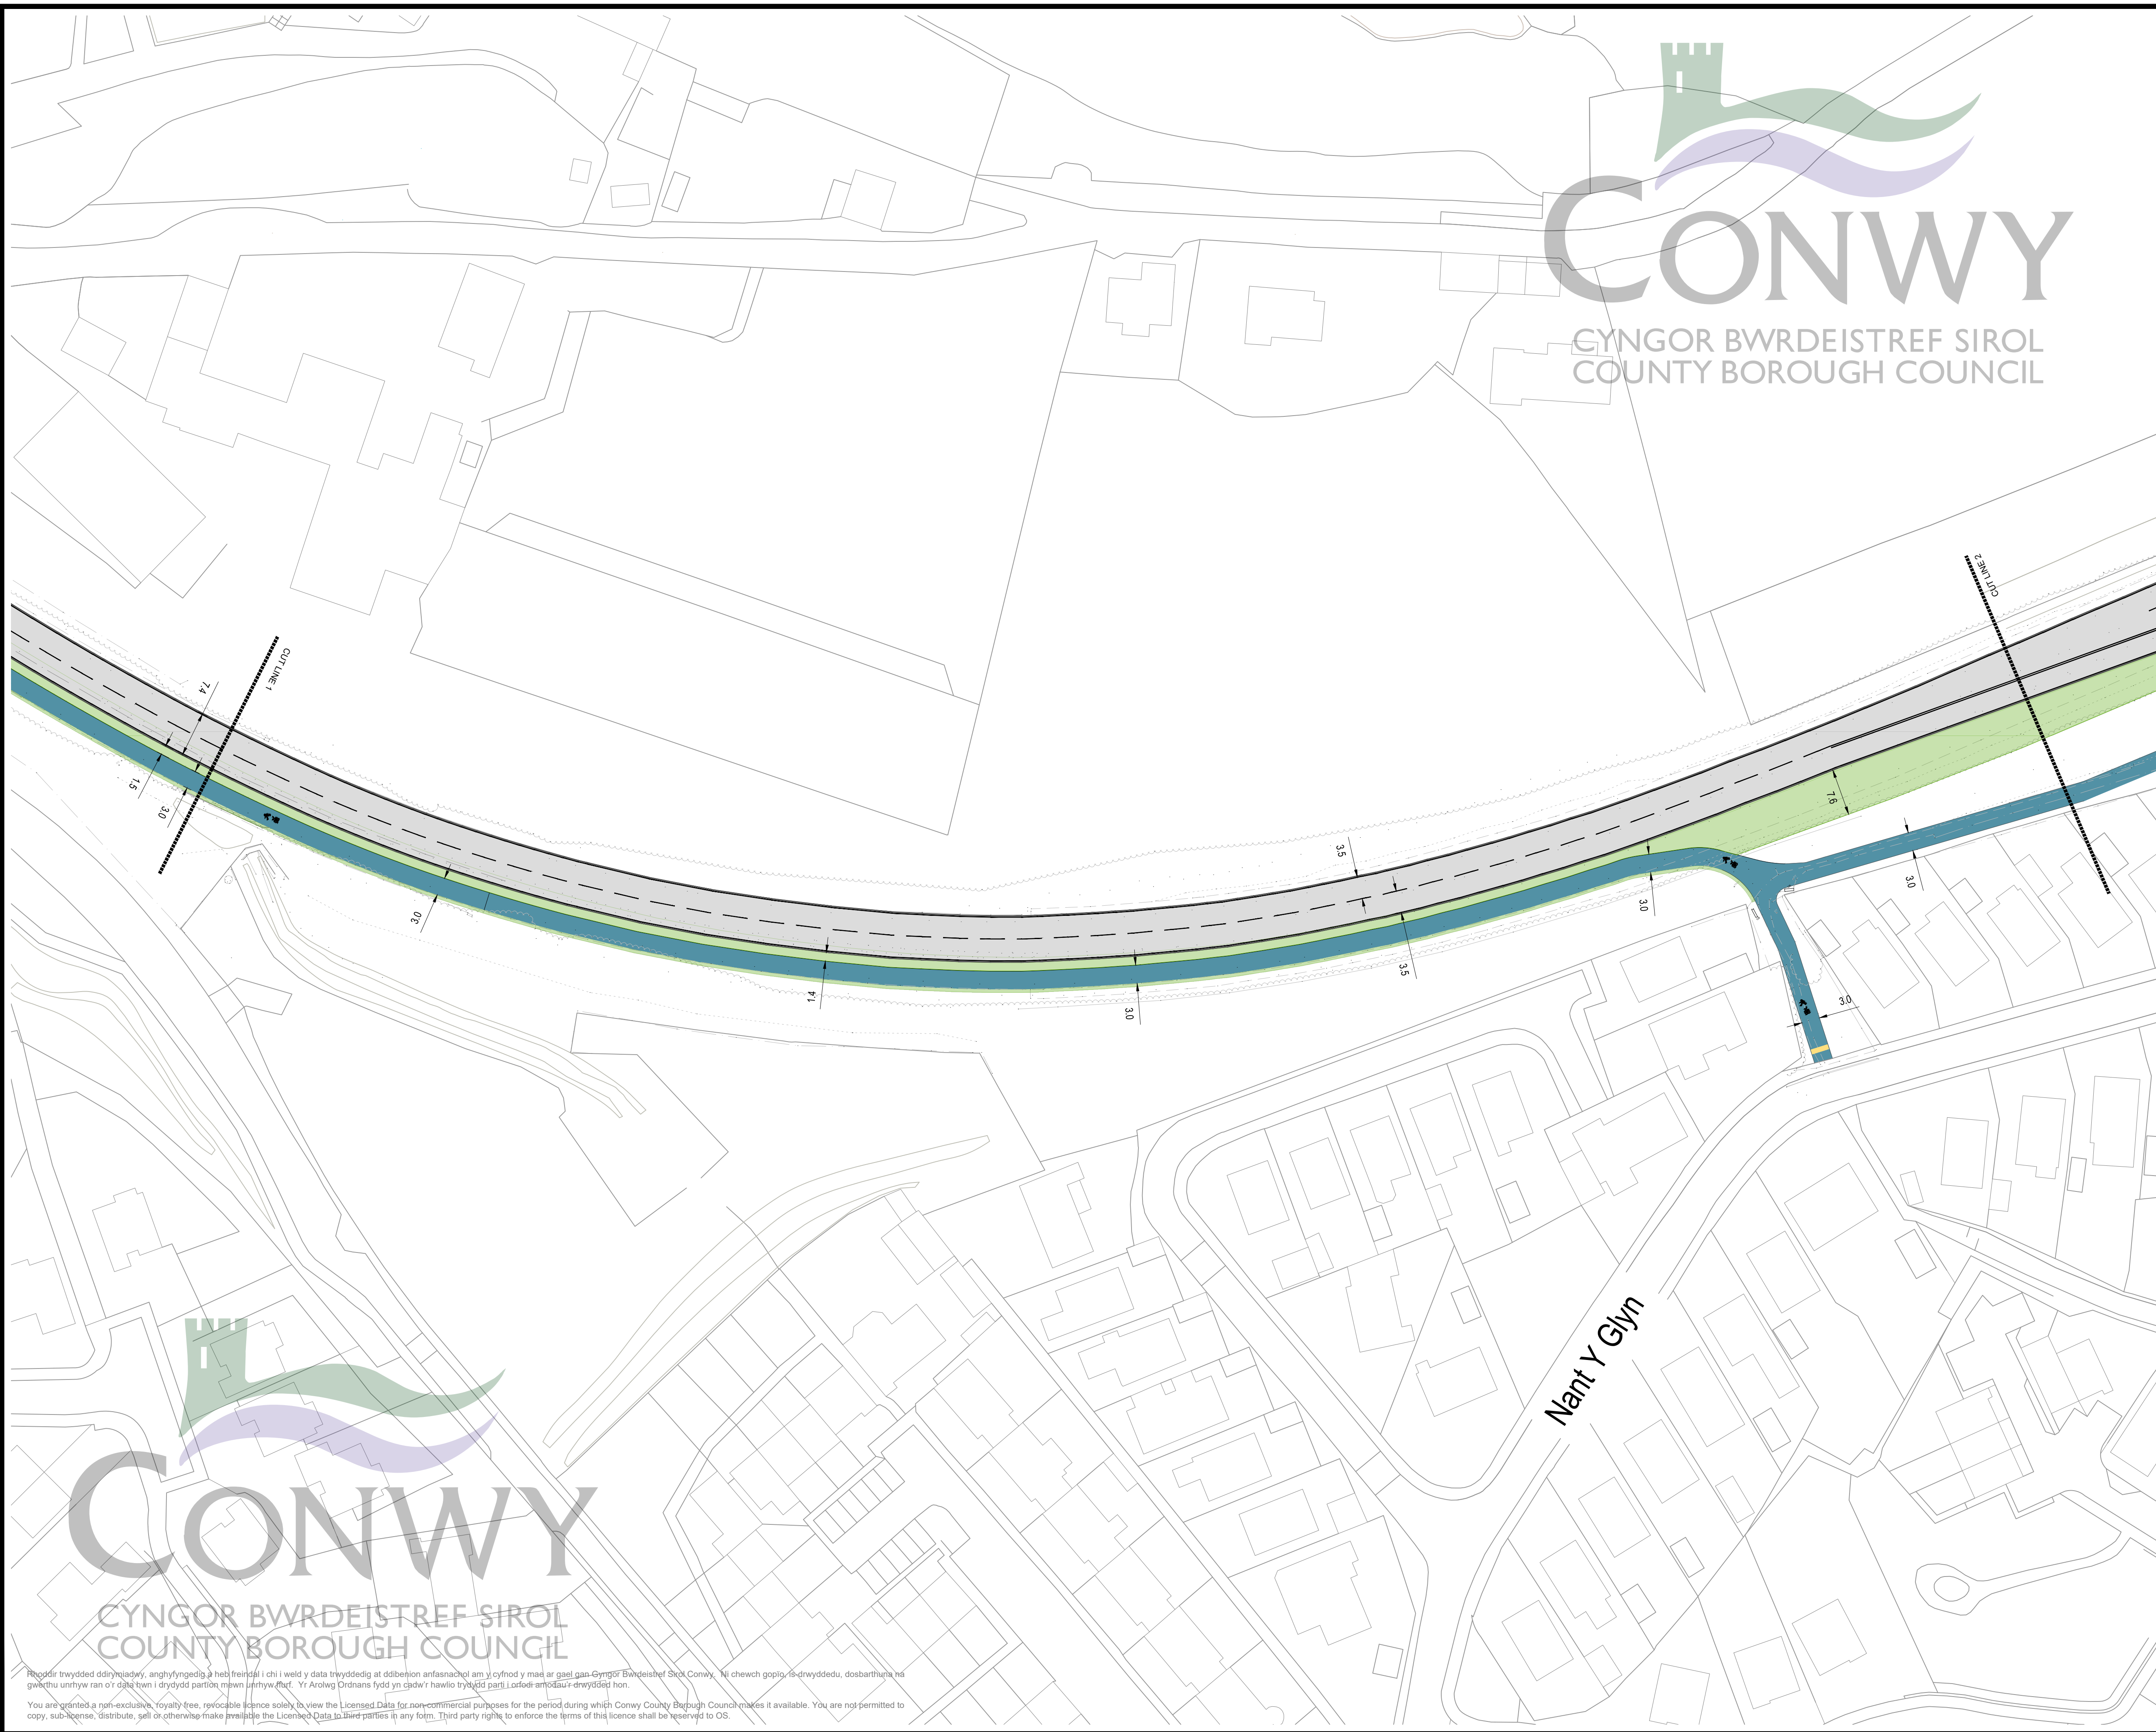 CONWY
CYNGOR BWRDEISTREF SIROL
COUNTY BOROUGH COUNCIL
CUT LINE 2
CUT LINE 1
7.4
1.5
3.0
3.0
1.4
3.0
3.5
3.5
3.0
7.6
3.0
3.0
Nant Y Glyn
CONWY
CYNGOR BWRDEISTREF SIROL
COUNTY BOROUGH COUNCIL
Rhoddir trwydded ddirymiadwy, anghyfyngedig a heb freindal i chi i weld y data trwyddedig at ddibenion anfasnachol am y cyfnod y mae ar gael gan Gyngor Bwrdeistref Sirol Conwy. Ni chewch gopïo, is-drwyddedu, dosbarthu na
gwerthu unrhyw ran o'r data hwn i drydydd partïon mewn unrhyw ffurf. Yr Arolwg Ordnans fydd yn cadw'r hawlio trydydd parti i orfodi amodau'r drwydded hon.
You are granted a non-exclusive, royalty free, revocable licence solely to view the Licensed Data for non-commercial purposes for the period during which Conwy County Borough Council makes it available. You are not permitted to
copy, sub-license, distribute, sell or otherwise make available the Licensed Data to third parties in any form. Third party rights to enforce the terms of this licence shall be reserved to OS.